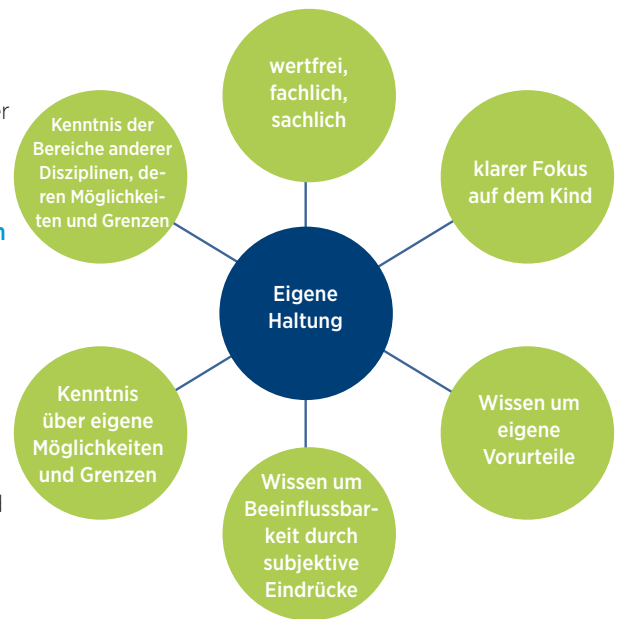 wertfrei,
fachlich,
sachlich
er
Kenntnis der
Bereiche anderer
Disziplinen, de-
ren Möglichkei-
ten und Grenzen
klarer Fokus
auf dem Kind
n
Eigene
Haltung
Kenntnis
über eigene
Möglichkeiten
und Grenzen
Wissen um
eigene
Vorurteile
Wissen um
Beeinflussbar-
keit durch
subjektive
Eindrücke